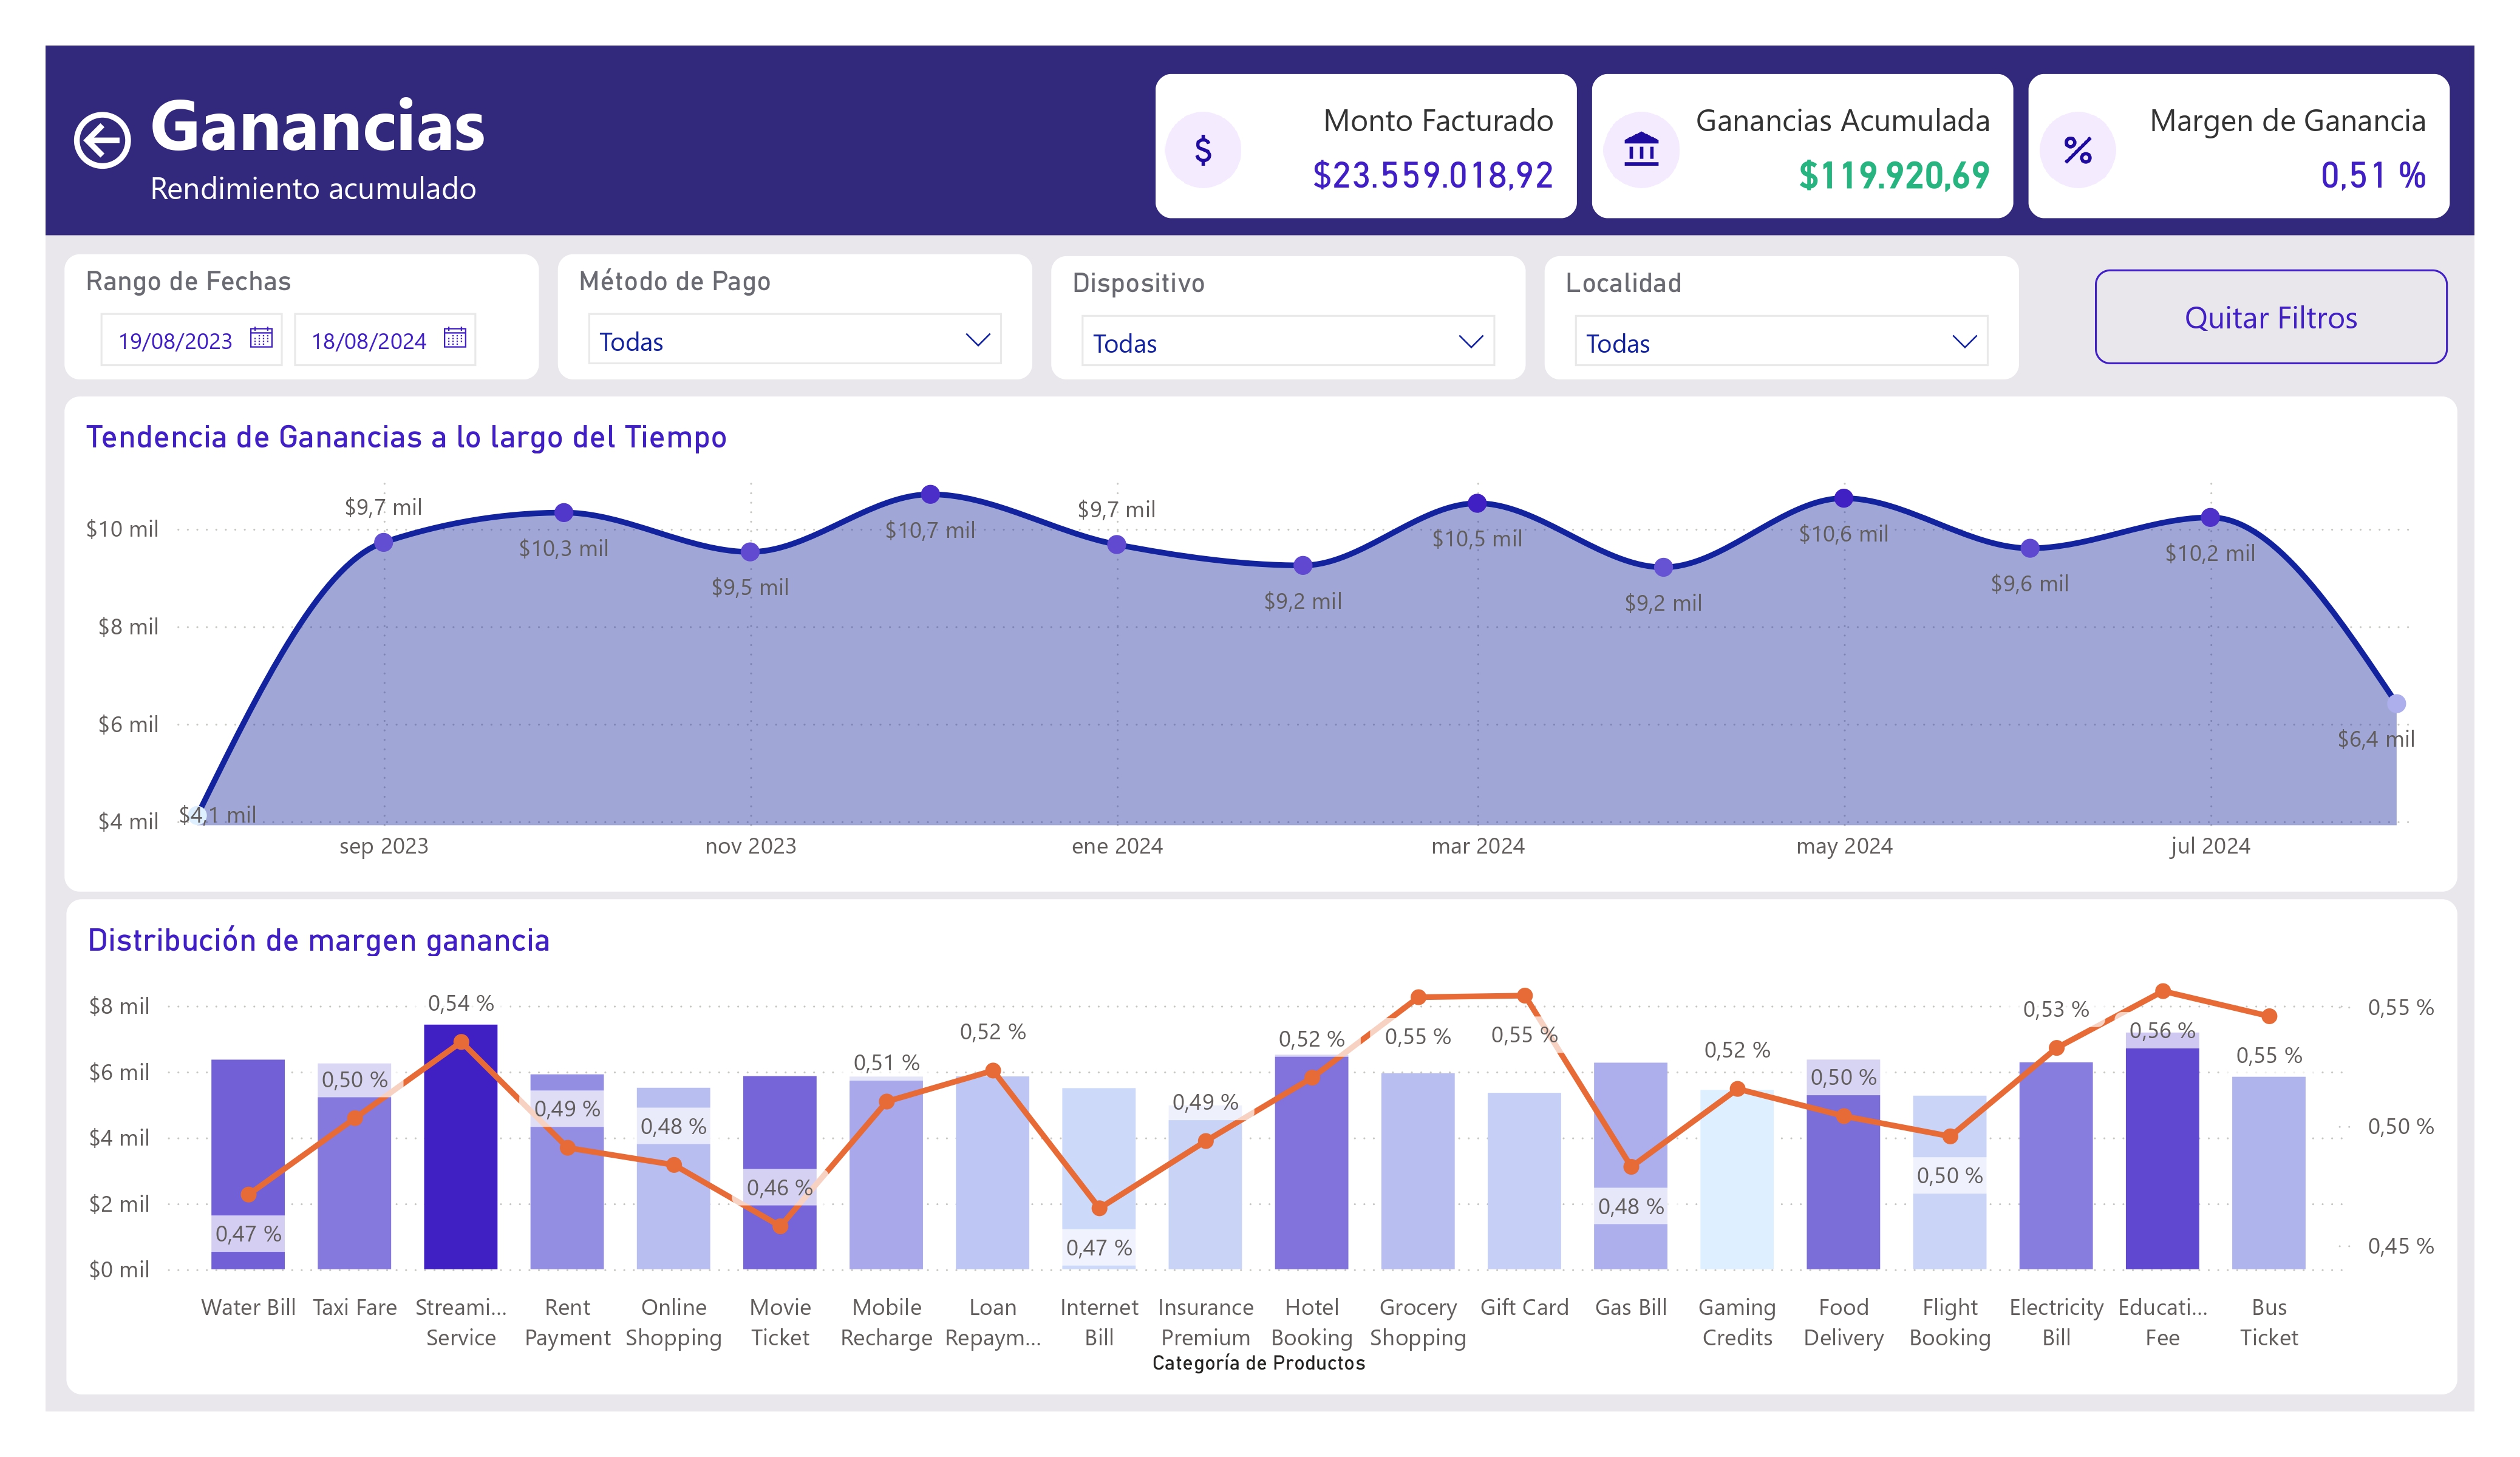 Ganancias
Rendimiento acumulado
$
Monto Facturado
$23.559.018,92
Ganancias Acumulada
$119.920,69
%
Margen de Ganancia
0,51 %
Rango de Fechas
19/08/2023
18/08/2024
Método de Pago
Todas
Dispositivo
Todas
Localidad
Todas
Quitar Filtros
Tendencia de Ganancias a lo largo del Tiempo
$10 mil
$8 mil
$6 mil
$4 mil
$4,1 mil
$9,7 mil
$10,3 mil
$9,5 mil
$10,7 mil
$9,7 mil
$9,2 mil
$10,5 mil
$9,2 mil
$10,6 mil
$9,6 mil
$10,2 mil
$6,4 mil
sep 2023
nov 2023
ene 2024
mar 2024
may 2024
jul 2024
Distribución de margen ganancia
$8 mil
$6 mil
$4 mil
$2 mil
$0 mil
0,47 %
0,50 %
0,54 %
0,49 %
0,48 %
0,46 %
0,51 %
0,52 %
0,47 %
0,49 %
0,52 %
0,55 %
0,55 %
0,48 %
0,52 %
0,50 %
0,50 %
0,53 %
0,56 %
0,55 %
0,55 %
0,50 %
0,45 %
Water Bill
Taxi Fare
Streami...
Service
Rent
Payment
Online
Shopping
Movie
Ticket
Mobile
Recharge
Loan
Repaym...
Internet
Bill
Insurance
Premium
Hotel
Booking
Grocery
Shopping
Gift Card
Gas Bill
Gaming
Credits
Food
Delivery
Flight
Booking
Electricity
Bill
Educati...
Fee
Bus
Ticket
Categoría de Productos